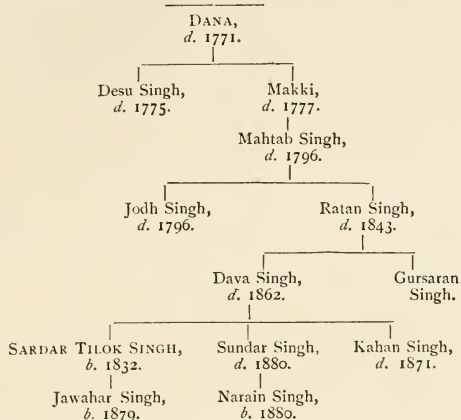 DANA,
d. 1771.
Desu Singh, Makki,
d. 1775. d. 1777.
Mahtab Singh,
d. 1796.
Jodh Singh, Ratan Singh,
d. 1796. d. 1843.
Dava Singh, Gursaran
d. 1862. Singh.
SARDAR TILOK SINGH, Sundar Singh, Kahan Singh,
b. 1832. d. 1880. d. 1871.
Jawahar Singh, Narain Singh,
b. 1879. b. 1880.